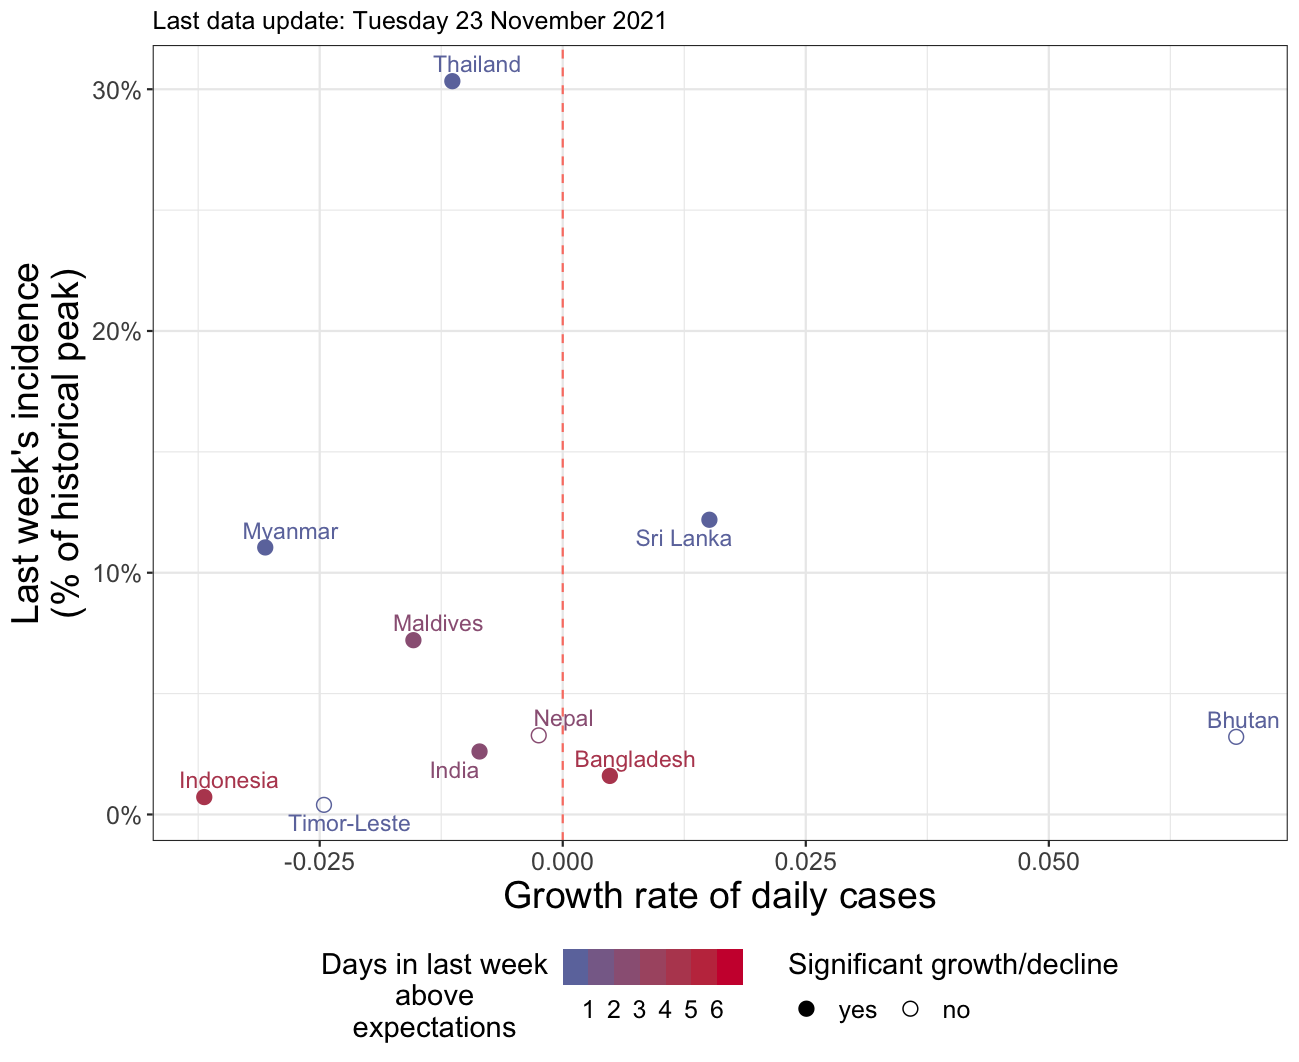 Last data update: Tuesday 23 November 2021
Thailand
30%
20%
Last week's incidence
(% of historical peak)
Myanmar
Sri Lanka
10%
Maldives
Nepal
Bhutan
India
Bangladesh
Indonesia
0%
Timor-Leste
-0.025 0.000 0.025 0.050
Growth rate of daily cases
Days in last week
above
expectations
1 2 3 4 5 6
Significant growth/decline
yes no